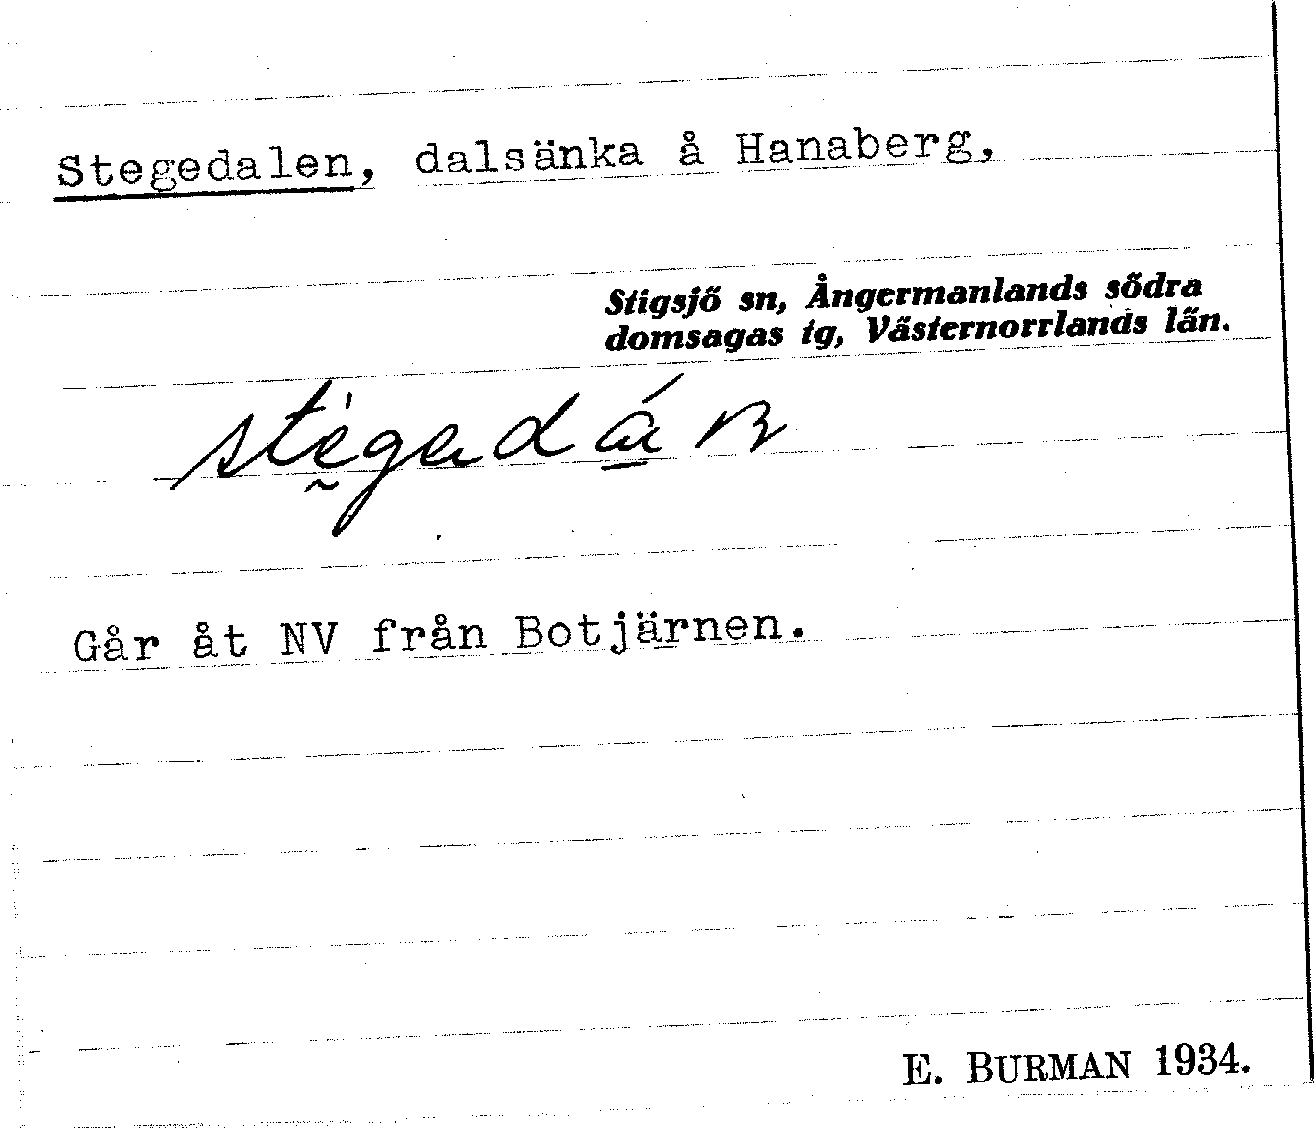 Stegedalen, dalsänka å Hanaberg,
Stigsjö sn, Ångermanlands södra
domsagas tg, Västernorrlands län.
Går åt NV från Botjärnen.
E. BURMAN 1934.